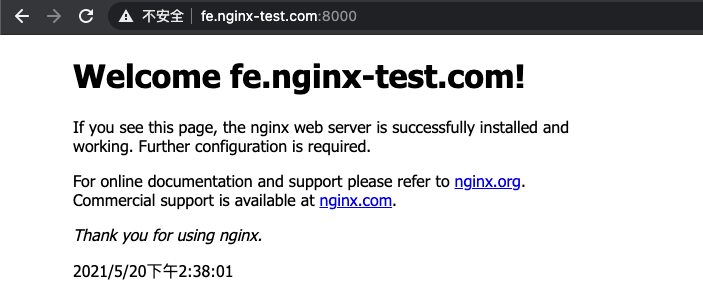 不安全 fe.nginx-test.com:8000
Welcome fe.nginx-test.com!
If you see this page, the nginx web server is successfully installed and
working. Further configuration is required.
For online documentation and support please refer to nginx.org.
Commercial support is available at nginx.com.
Thank you for using nginx.
2021/5/20下午2:38:01